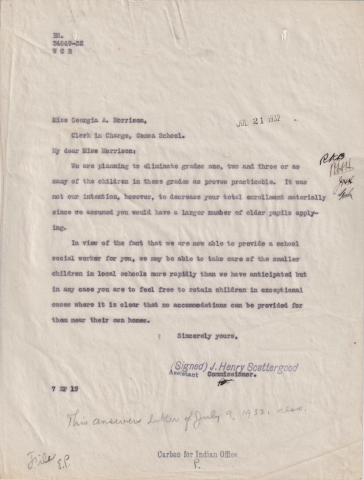 Ed.
34649-32
W C R
JUL 21 1932
Miss Georgia A. Morrison,
Clerk in Charge, Genoa School.
My dear Miss Morrison:
We are planning to eliminate grades one, two and three or as
many of the children in these grades as proves practicable. It was
not our intention, however, to decrease your total enrollment materially
since we assumed you would have a larger number of older pupils apply-
ing.
In view of the fact that we are now able to provide a school
social worker for you, we may be able to take care of the smaller
children in local schools more rapidly than we have anticipated but
in any case you are to feel free to retain children in exceptional
cases where it is clear that no accommodations can be provided for
them near their own homes.
Sincerely yours,
(Signed) J. Henry Scattergood
Assistant Commissioner.
7 EP 19
This answers letter of July 9, 1932, also.
File
E.P.
Carbon for Indian Office
P.